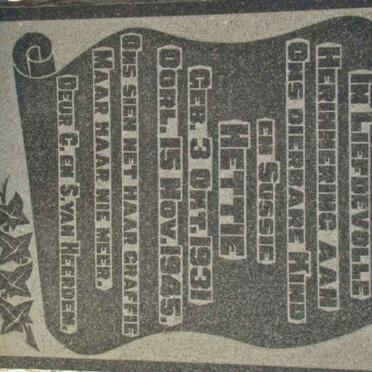 IN LIEFDEVOLLE
HERINNERING AAN
ONS DIERBARE KIND
EN SUSSIE
HETTIE
GEB. 3 OKT. 1931
OORL. 15 NOV. 1945.
ONS SIEN NET HAAR GRAFFIE
MAAR HAAR NIE MEER.
DEUR C. EN S. VAN HEERDEN.